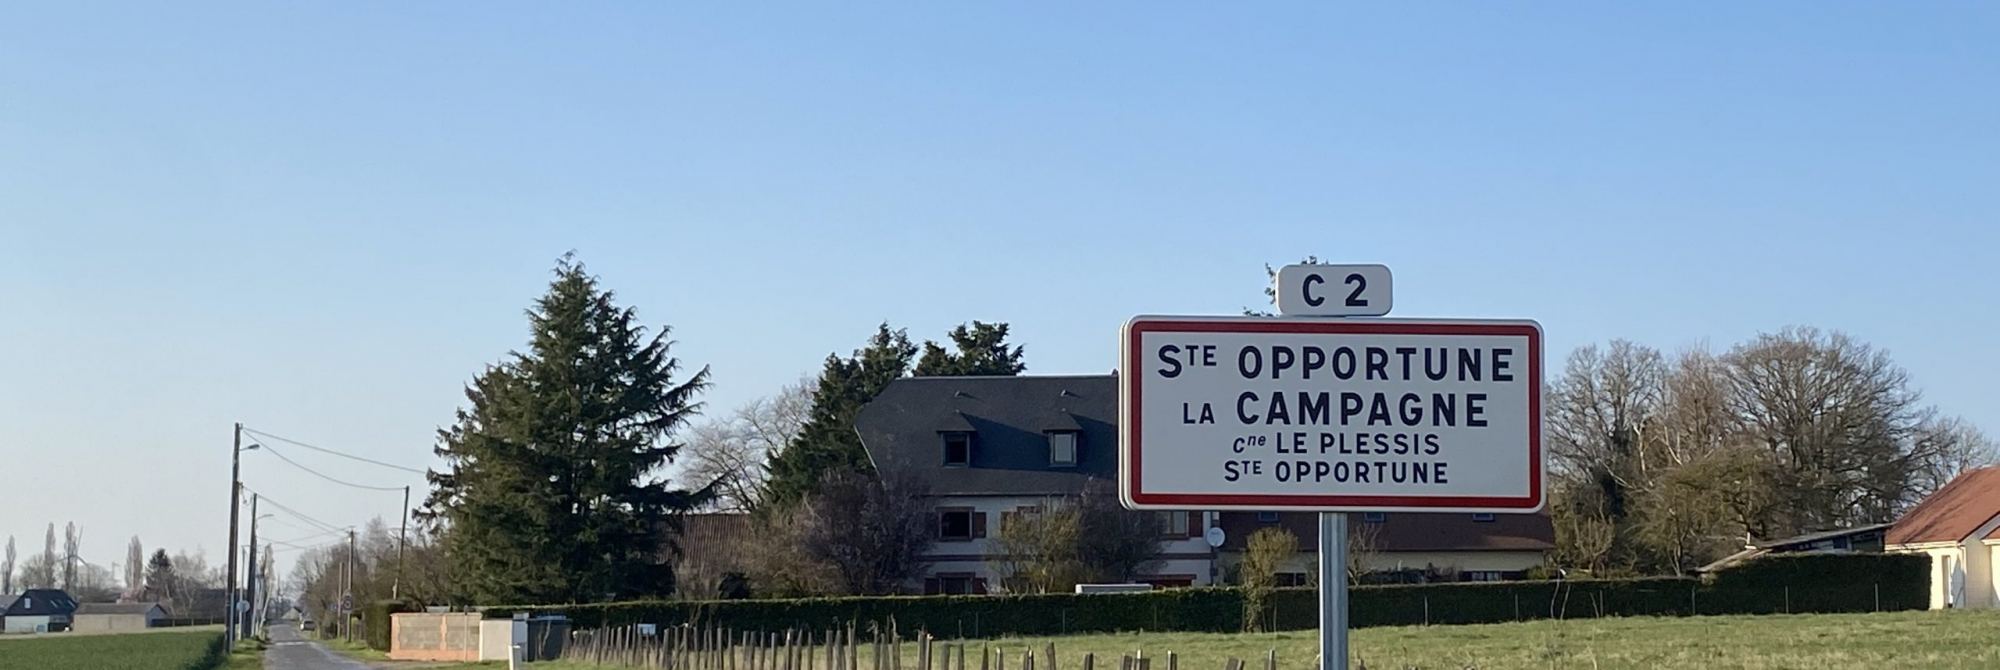 C 2
STE OPPORTUNE
LA CAMPAGNE
Cne LE PLESSIS
STE OPPORTUNE